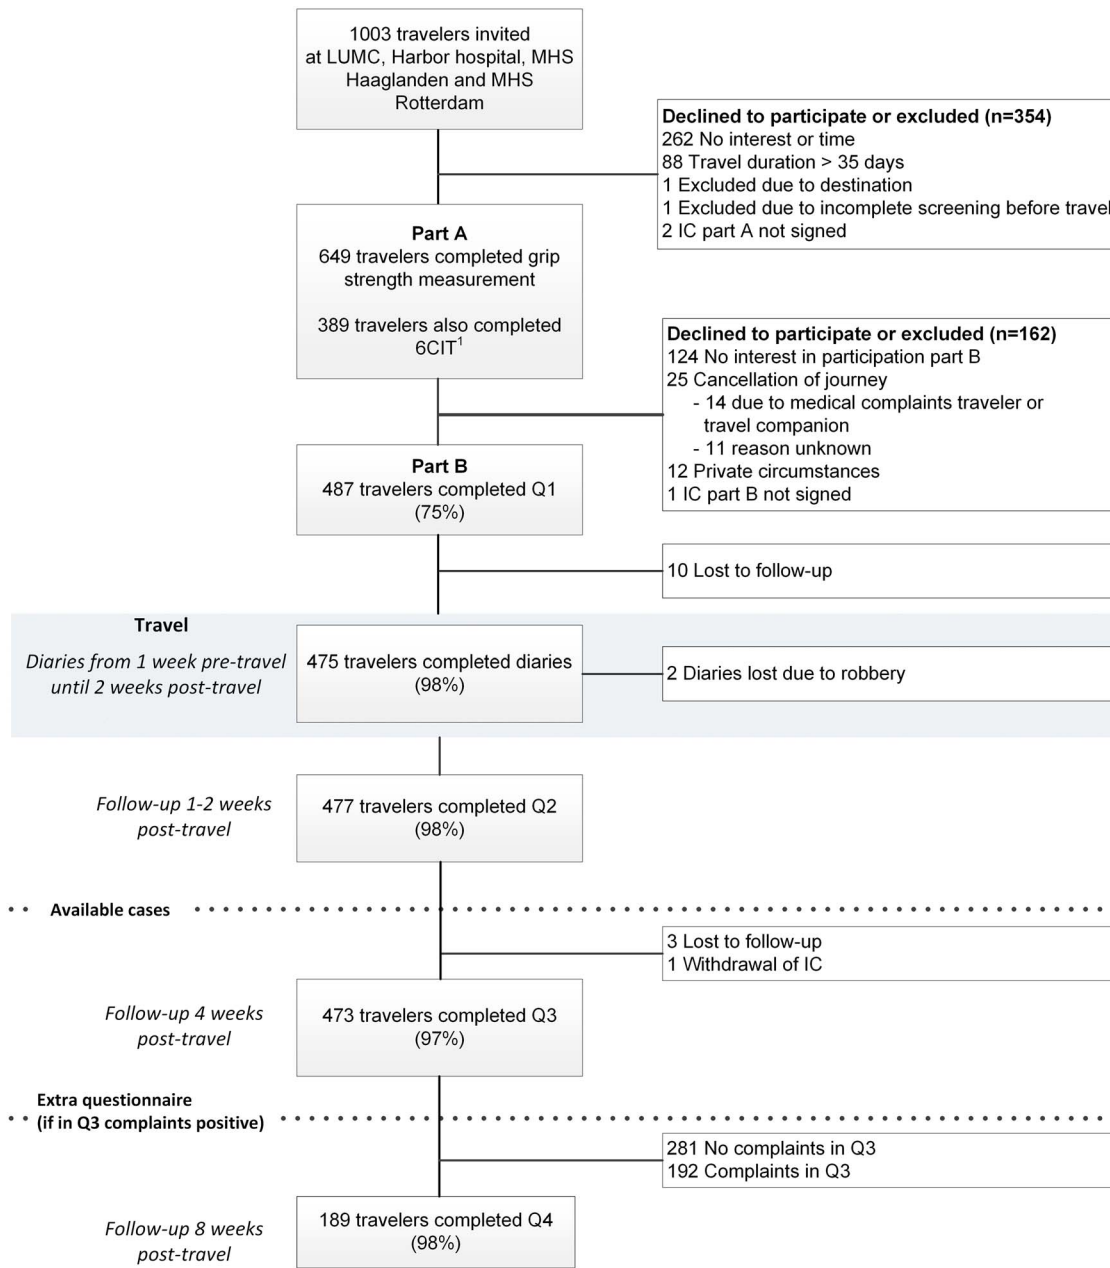 1003 travelers invited
at LUMC, Harbor hospital, MHS
Haaglanden and MHS
Rotterdam
Declined to participate or excluded (n=354)
262 No interest or time
88 Travel duration > 35 days
1 Excluded due to destination
1 Excluded due to incomplete screening before travel
2 IC part A not signed
Part A
649 travelers completed grip
strength measurement
389 travelers also completed
6CIT¹
Declined to participate or excluded (n=162)
124 No interest in participation part B
25 Cancellation of journey
- 14 due to medical complaints traveler or
travel companion
- 11 reason unknown
12 Private circumstances
1 IC part B not signed
Part B
487 travelers completed Q1
(75%)
10 Lost to follow-up
Travel
Diaries from 1 week pre-travel
until 2 weeks post-travel
475 travelers completed diaries
(98%)
2 Diaries lost due to robbery
Follow-up 1-2 weeks
post-travel
477 travelers completed Q2
(98%)
Available cases
3 Lost to follow-up
1 Withdrawal of IC
Follow-up 4 weeks
post-travel
473 travelers completed Q3
(97%)
Extra questionnaire
(if in Q3 complaints positive)
281 No complaints in Q3
192 Complaints in Q3
Follow-up 8 weeks
post-travel
189 travelers completed Q4
(98%)